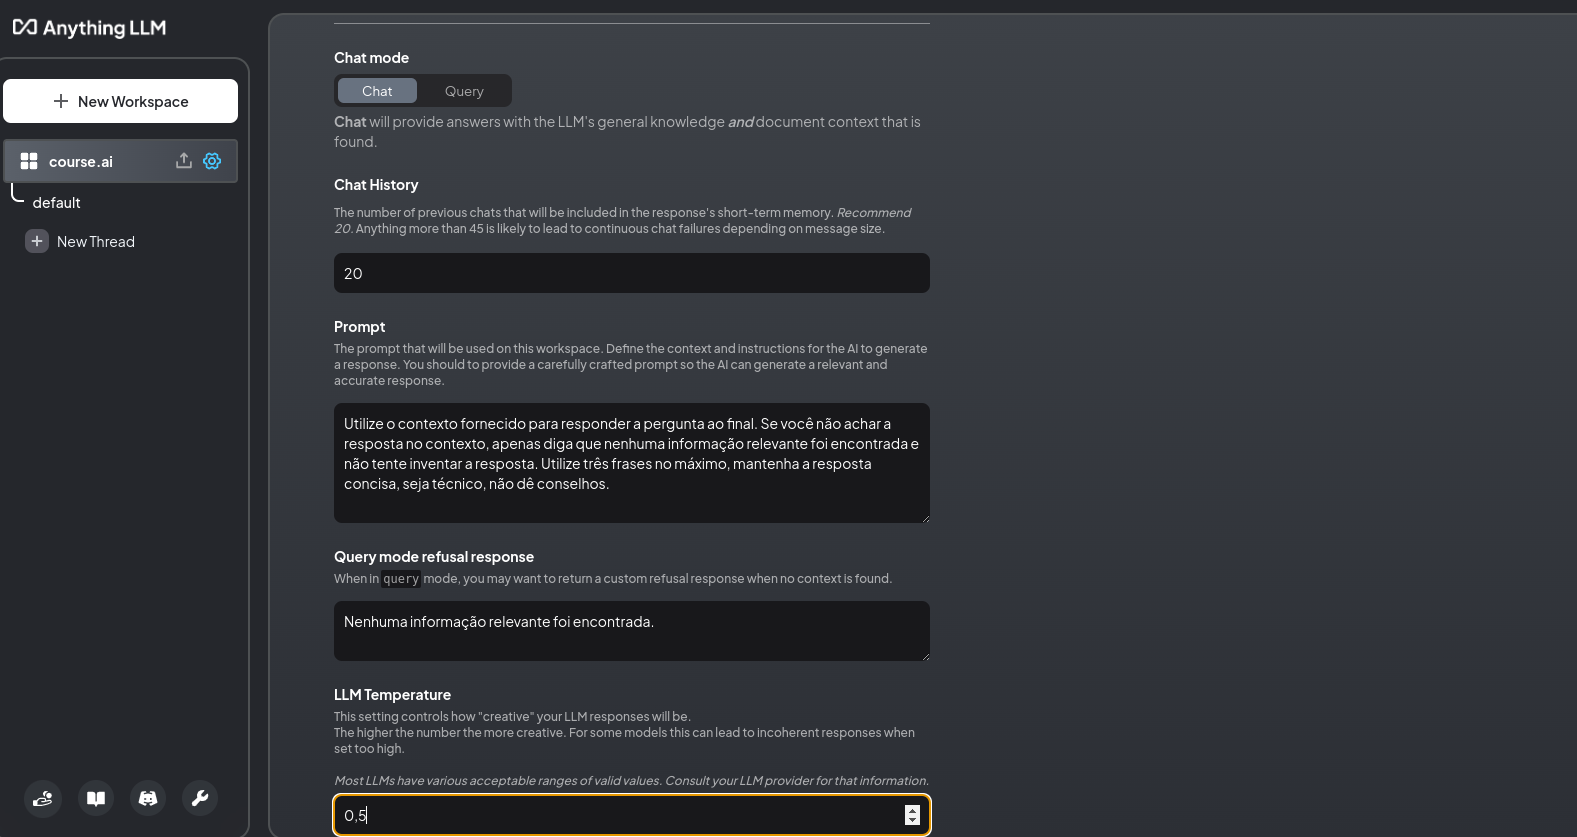 Anything LLM
New Workspace
course.ai
default
New Thread
Chat mode
Chat Query
Chat will provide answers with the LLM's general knowledge and document context that is
found.
Chat History
The number of previous chats that will be included in the response's short-term memory. Recommend
20. Anything more than 45 is likely to lead to continuous chat failures depending on message size.
20
Prompt
The prompt that will be used on this workspace. Define the context and instructions for the AI to generate
a response. You should to provide a carefully crafted prompt so the AI can generate a relevant and
accurate response.
Utilize o contexto fornecido para responder a pergunta ao final. Se você não achar a
resposta no contexto, apenas diga que nenhuma informação relevante foi encontrada e
não tente inventar a resposta. Utilize três frases no máximo, mantenha a resposta
concisa, seja técnico, não dê conselhos.
Query mode refusal response
When in query mode, you may want to return a custom refusal response when no context is found.
Nenhuma informação relevante foi encontrada.
LLM Temperature
This setting controls how "creative" your LLM responses will be.
The higher the number the more creative. For some models this can lead to incoherent responses when
set too high.
Most LLMs have various acceptable ranges of valid values. Consult your LLM provider for that information.
0,5